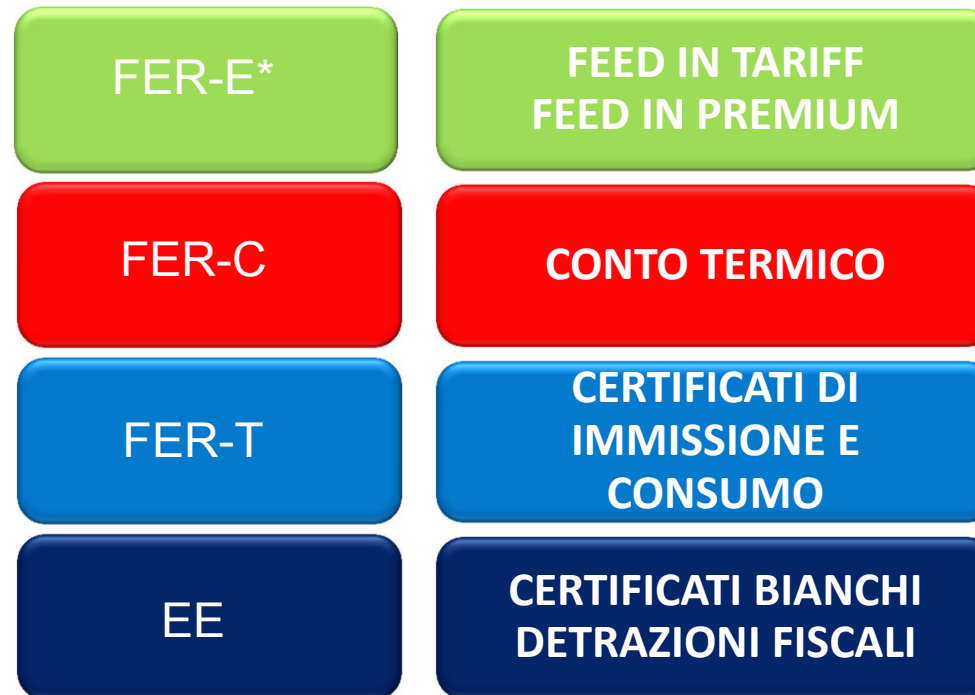 FER-E*
FEED IN TARIFF
FEED IN PREMIUM
FER-C
CONTO TERMICO
FER-T
CERTIFICATI DI
IMMISSIONE E
CONSUMO
EE
CERTIFICATI BIANCHI
DETRAZIONI FISCALI